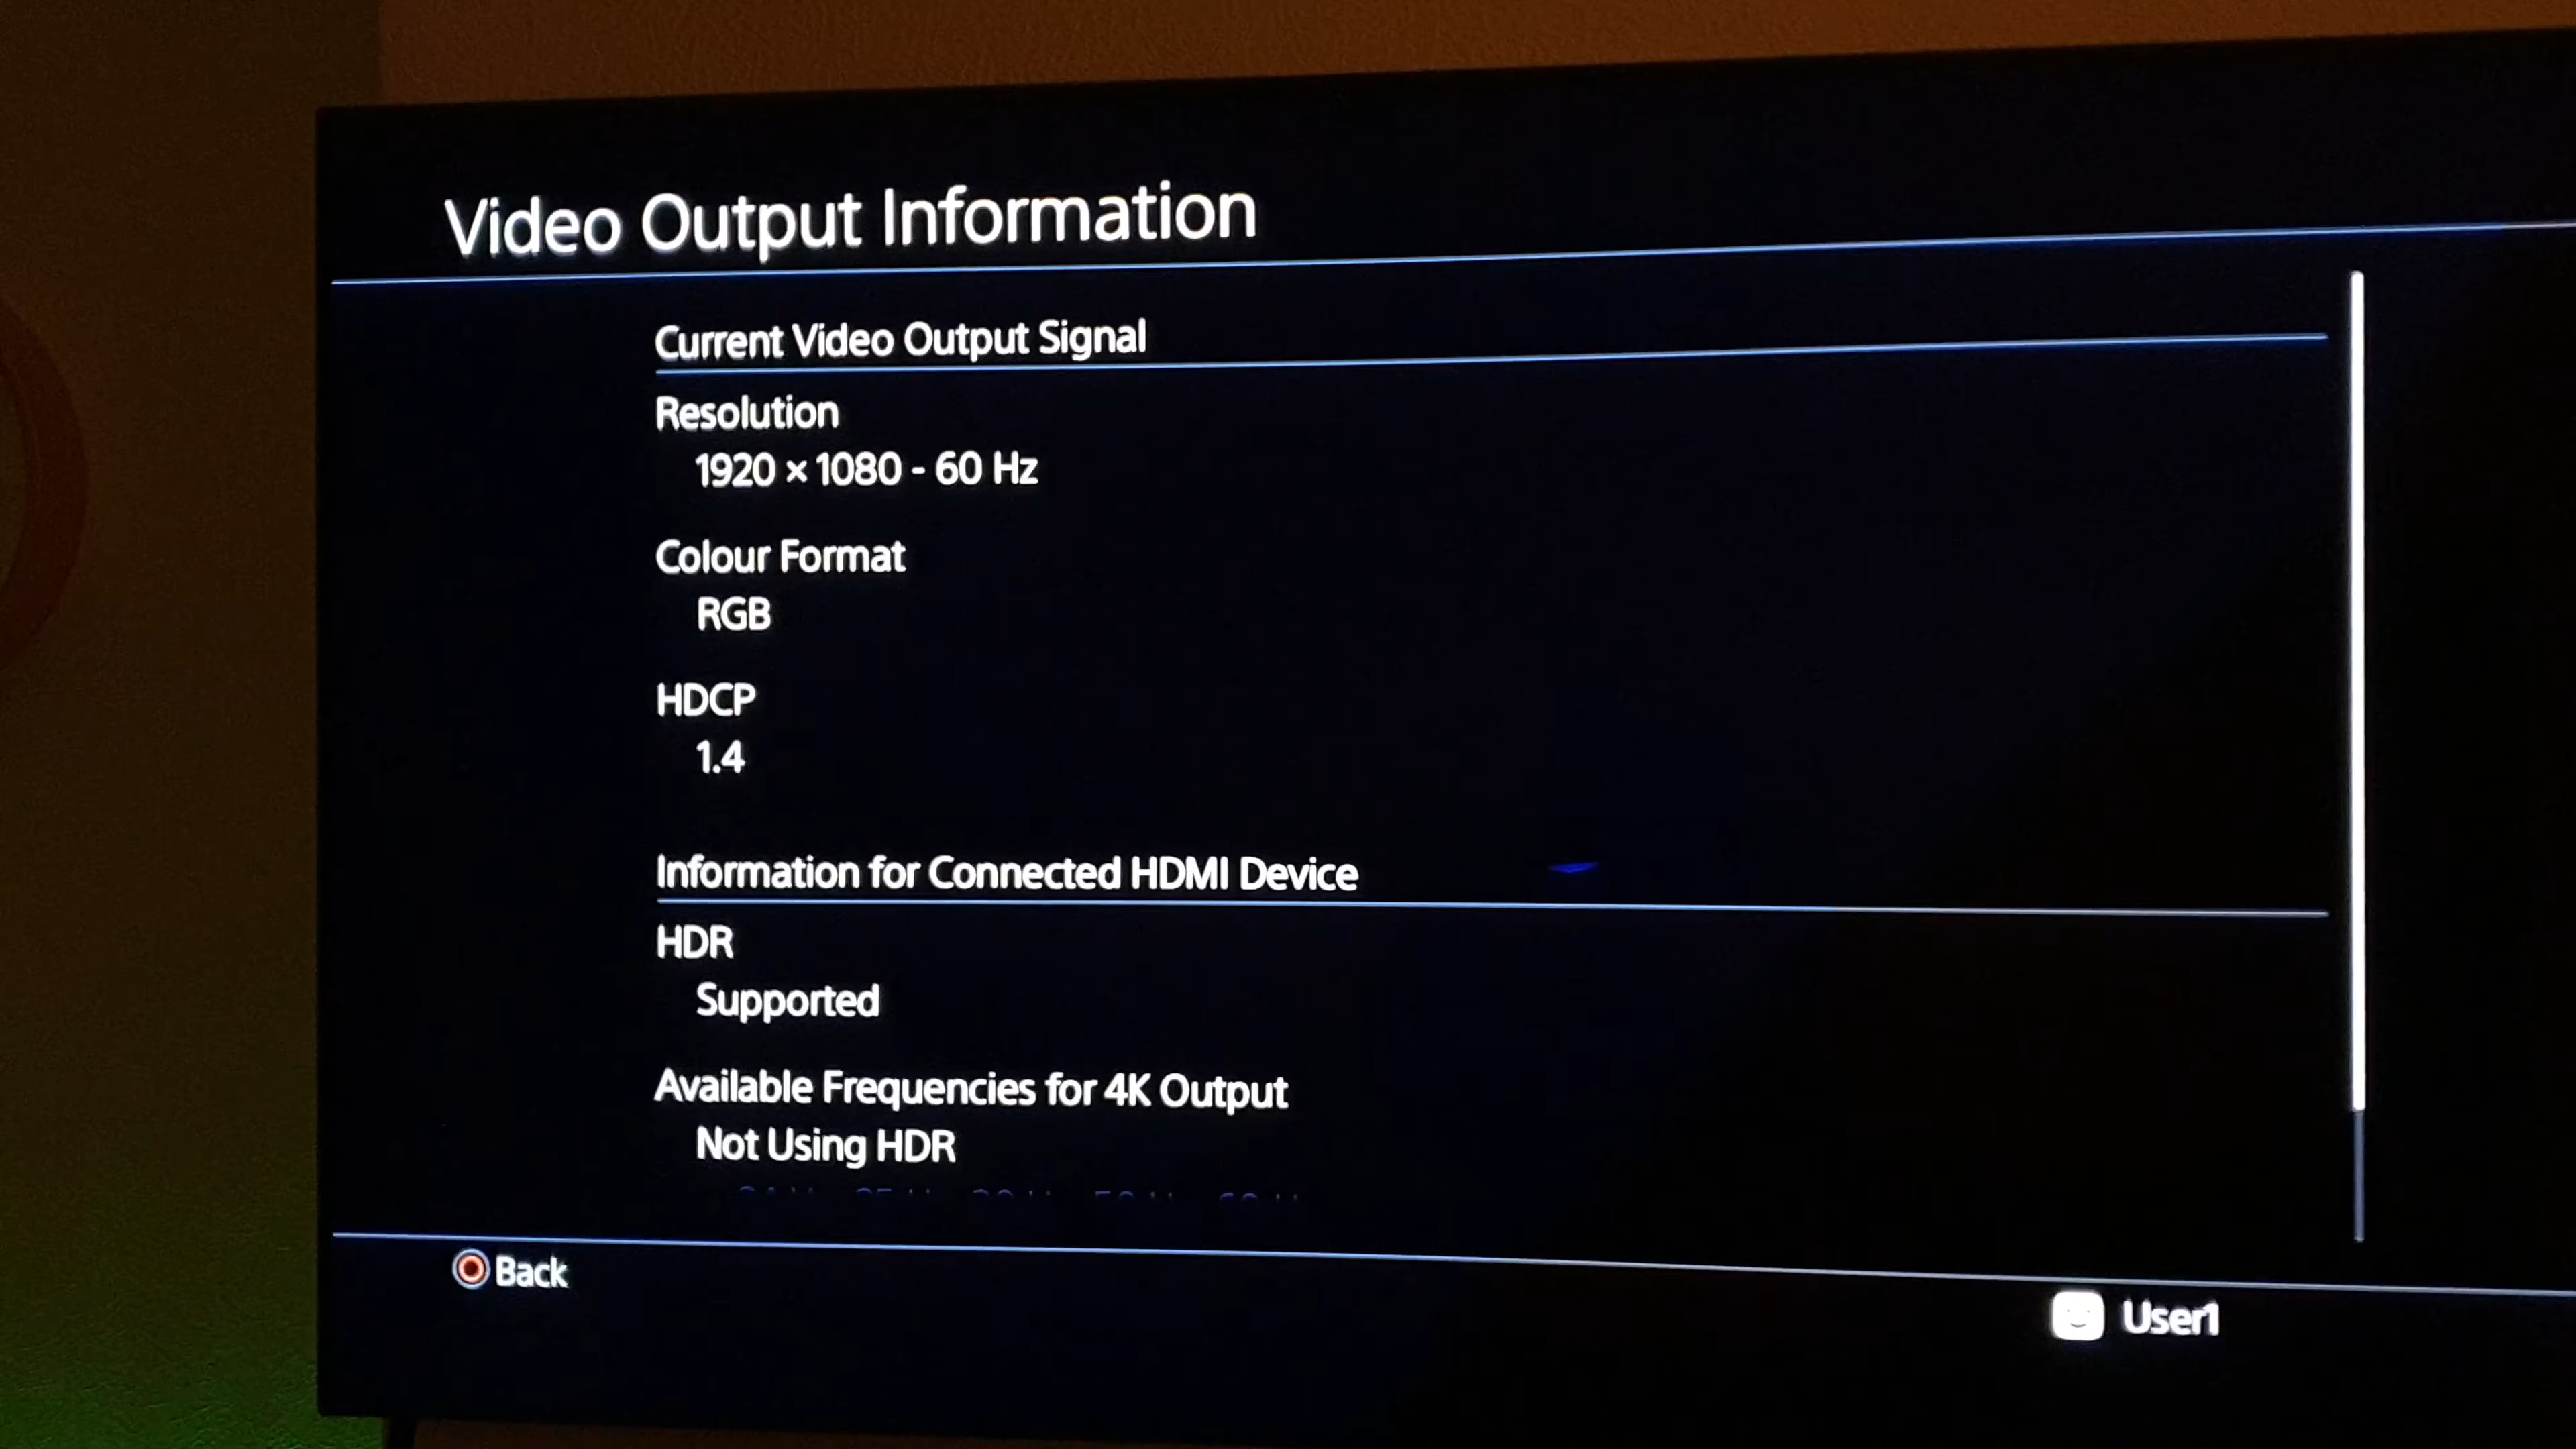 Video Output Information
Current Video Output Signal
Resolution
1920 × 1080 - 60 Hz
Colour Format
RGB
HDCP
1.4
Information for Connected HDMI Device
HDR
Supported
Available Frequencies for 4K Output
Not Using HDR
Back
User1